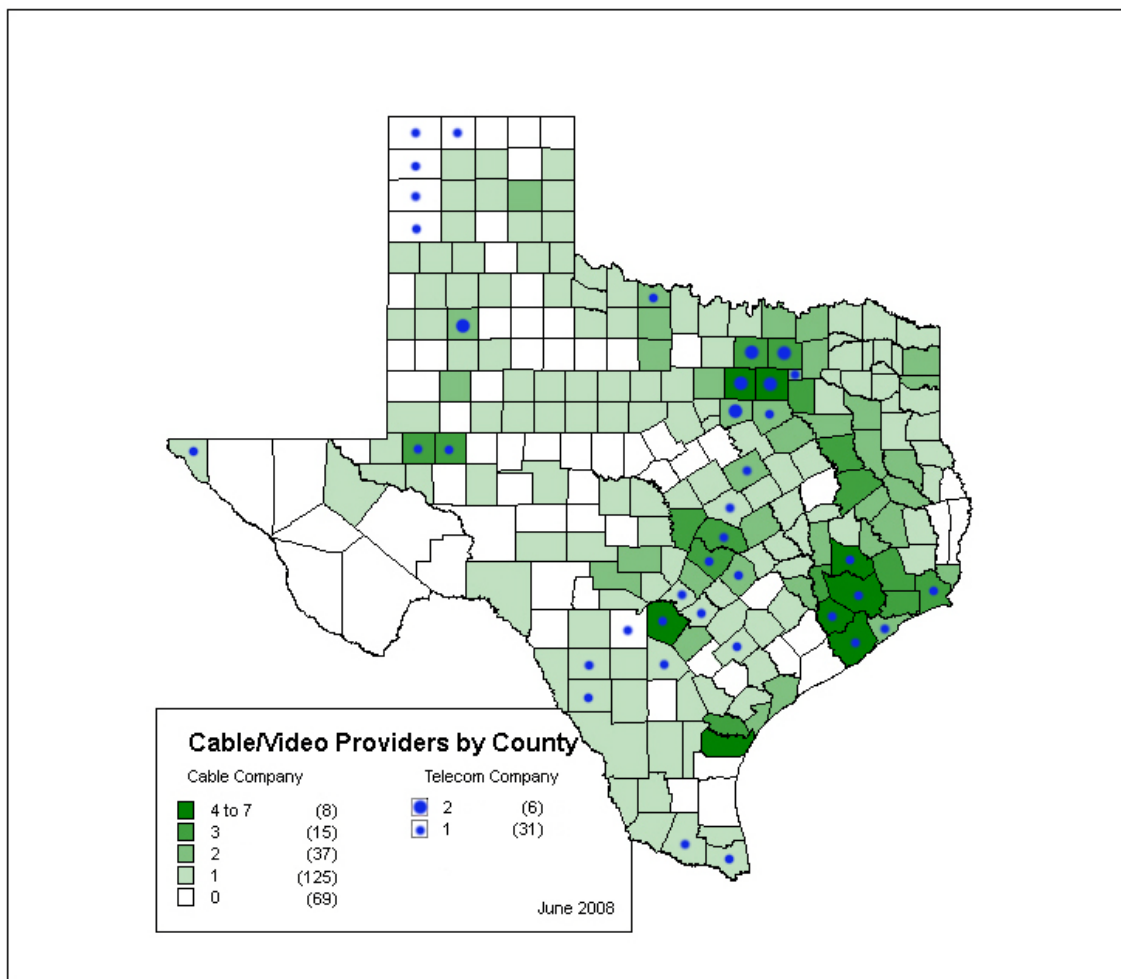 Cable/Video Providers by County
Cable Company Telecom Company
4 to 7 (8) 2 (6)
3 (15) 1 (31)
2 (37)
1 (125)
0 (69)
June 2008